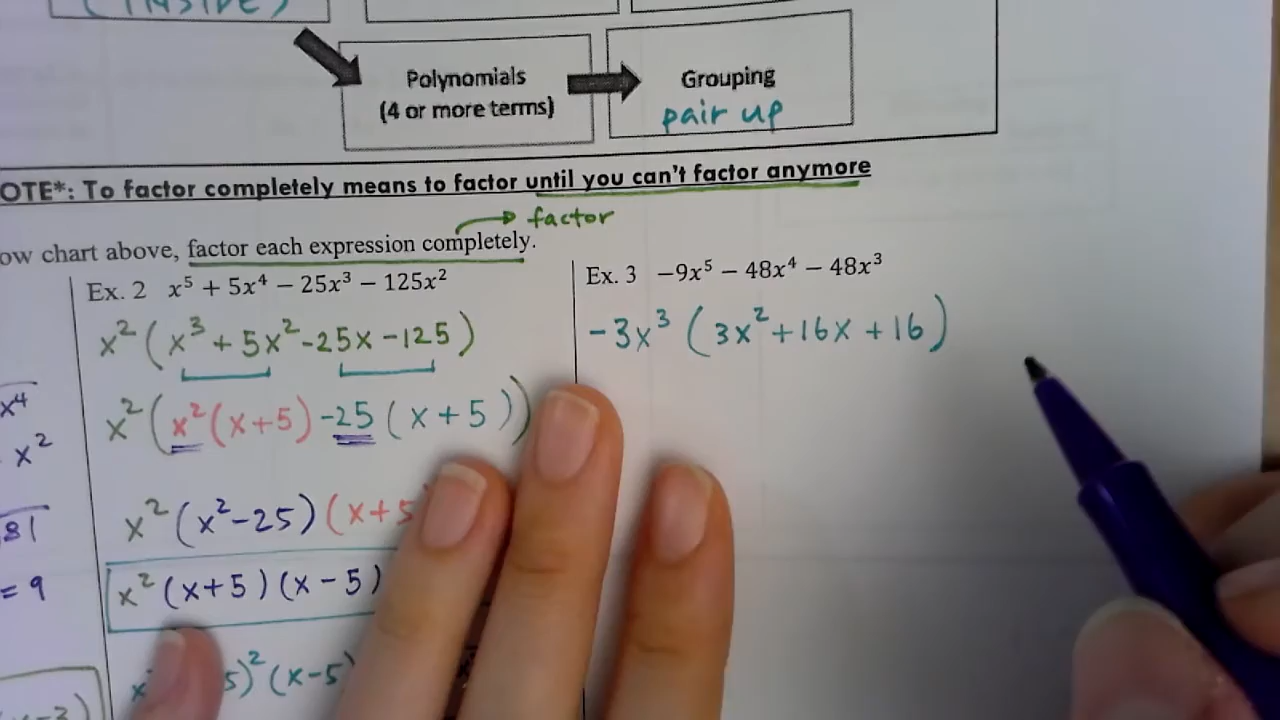 (INSIDE)
Polynomials
(4 or more terms)
Grouping
pair up
OTE*: To factor completely means to factor until you can't factor anymore
factor
ow chart above, factor each expression completely.
Ex. 2 x⁵ + 5x⁴ − 25x³ − 125x²
x² (x³ + 5x² -25x -125)
x² (x² (x+5) -25 (x+5))
x² (x²-25) (x+5
x² (x+5) (x-5)
5)² (x-5)
Ex. 3 −9x⁵ − 48x⁴ − 48x³
-3x³ (3x² +16x +16)
x⁴
- x²
81
= 9